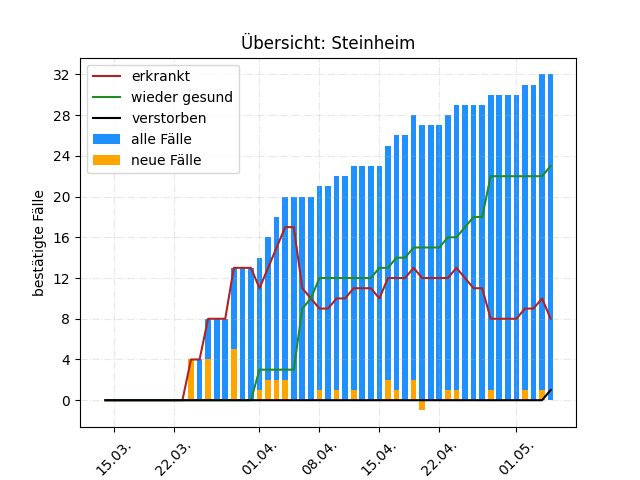 Übersicht: Steinheim
erkrankt
wieder gesund
verstorben
alle Fälle
neue Fälle
bestätigte Fälle
32
28
24
20
16
12
8
4
0
15.03.
22.03.
01.04.
08.04.
15.04.
22.04.
01.05.